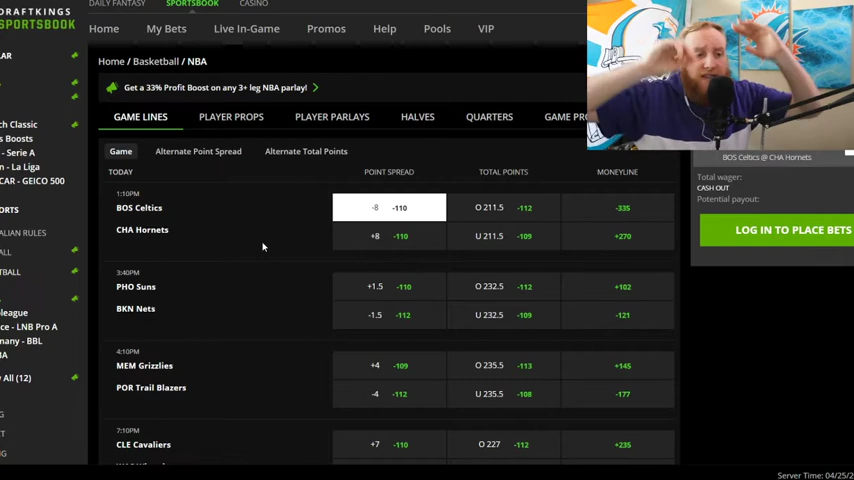 DRAFTKINGS
SPORTSBOOK
DAILY FANTASY SPORTSBOOK CASINO
Home My Bets Live In-Game Promos Help Pools VIP
Home / Basketball / NBA
Get a 33% Profit Boost on any 3+ leg NBA parlay!
GAME LINES PLAYER PROPS PLAYER PARLAYS HALVES QUARTERS GAME PRO
Game Alternate Point Spread Alternate Total Points
TODAY POINT SPREAD TOTAL POINTS MONEYLINE
1:10PM
BOS Celtics -8 -110 O 211.5 -112 -335
CHA Hornets +8 -110 U 211.5 -109 +270
3:40PM
PHO Suns +1.5 -110 O 232.5 -112 +102
BKN Nets -1.5 -112 U 232.5 -109 -121
4:10PM
MEM Grizzlies +4 -109 O 235.5 -113 +145
POR Trail Blazers -4 -112 U 235.5 -108 -177
7:10PM
CLE Cavaliers +7 -110 O 227 -112 +235
AR
ch Classic
s Boosts
- Serie A
n - La Liga
CAR - GEICO 500
ORTS
ALIAN RULES
ALL
TBALL
league
ce - LNB Pro A
many - BBL
BA
v All (12)
G
CT
NG
BOS Celtics @ CHA Hornets
Total wager:
CASH OUT
Potential payout:
LOG IN TO PLACE BETS
Server Time: 04/25/2